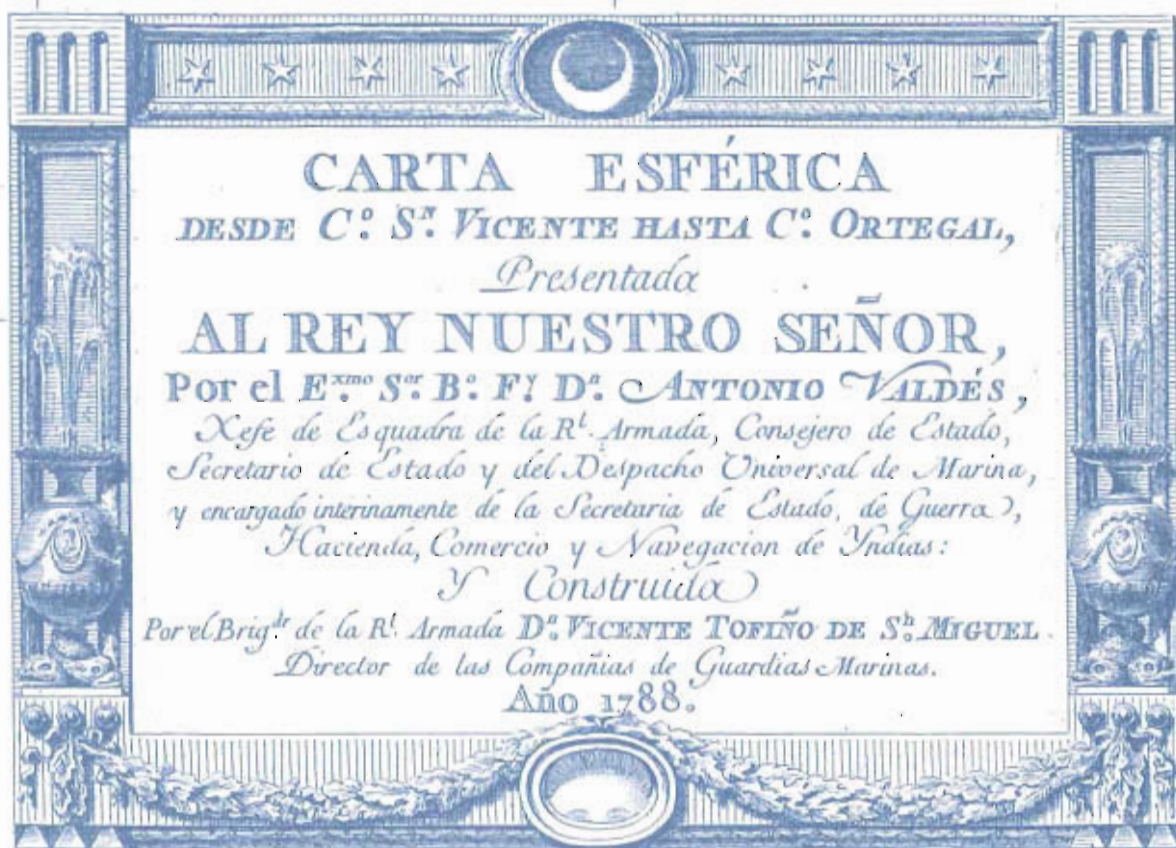 CARTA ESFÉRICA
DESDE C.º S.N VICENTE HASTA C.º ORTEGAL,
Presentada
AL REY NUESTRO SEÑOR,
Por el E.xmo S.or B.º F.Y D.n ANTONIO VALDÉS,
Xefe de Esquadra de la R.l Armada, Consejero de Estado,
Secretario de Estado y del Despacho Universal de Marina,
y encargado interinamente de la Secretaria de Estado, de Guerra,
Hacienda, Comercio y Navegacion de Yndias:
Y Construida
Por el Brig.dr de la R.l Armada D.n VICENTE TOFIÑO DE S.n MIGUEL.
Director de las Compañias de Guardias Marinas.
Año 1788.